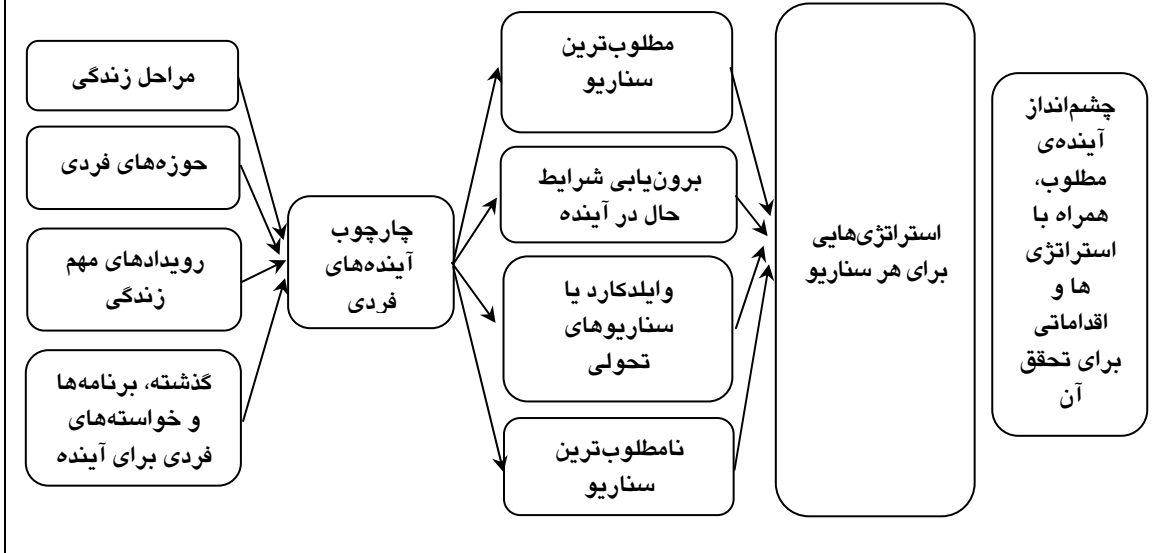 مراحل زندگی
حوزه‌های فردی
رویدادهای مهم
زندگی
گذشته، برنامه‌ها
و خواسته‌های
فردی برای آینده
چارچوب
آینده‌های
فردی
مطلوب‌ترین
سناریو
برون‌یابی شرایط
حال در آینده
وایلدکارد یا
سناریوهای
تحولی
نامطلوب‌ترین
سناریو
استراتژی‌هایی
برای هر سناریو
چشم‌انداز
آینده‌ی
مطلوب،
همراه با
استراتژی
ها و
اقداماتی
برای تحقق
آن